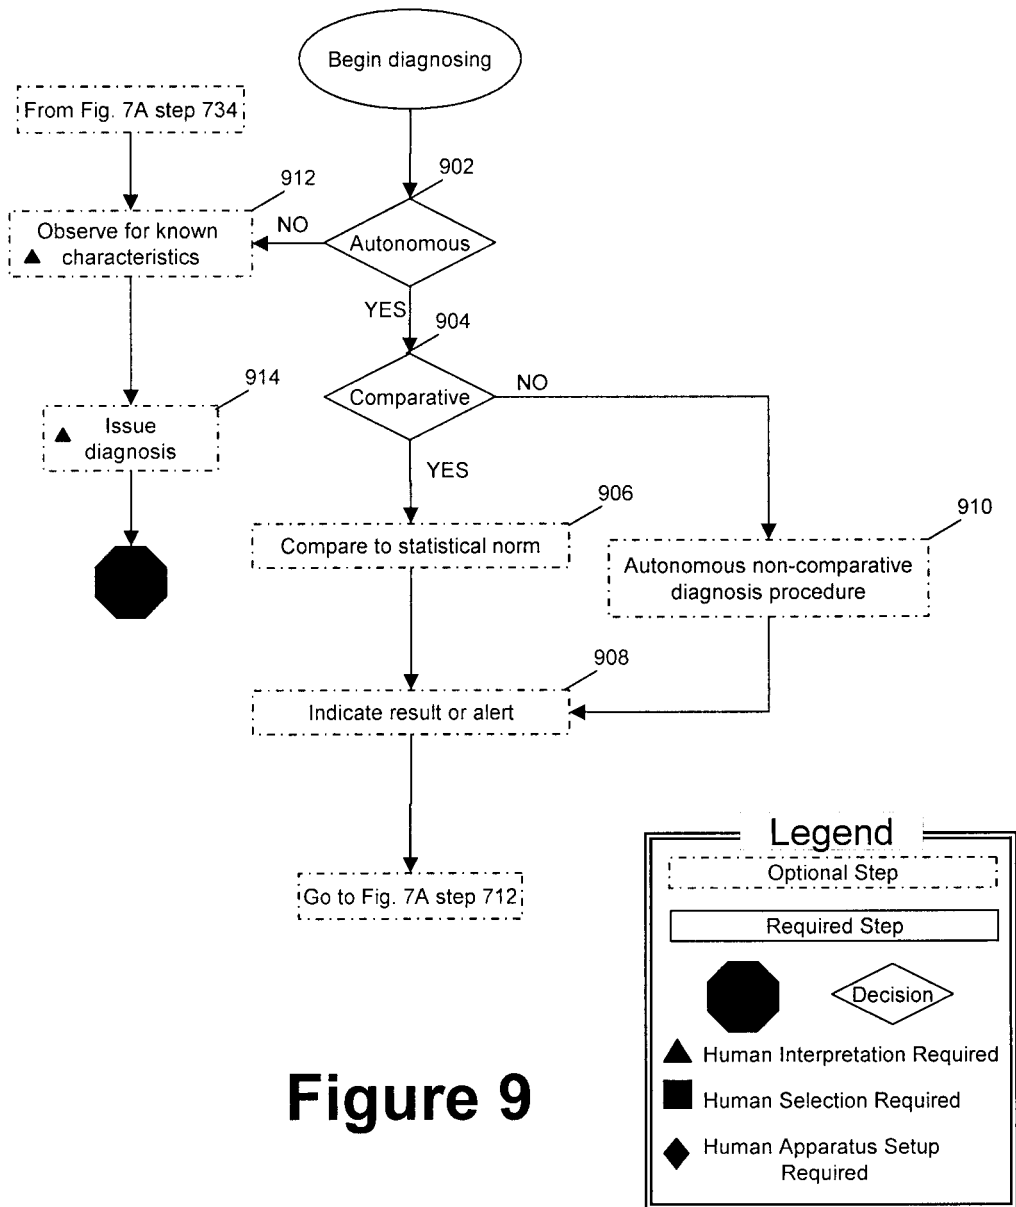 Begin diagnosing
From Fig. 7A step 734
902
912
Observe for known
characteristics
NO
Autonomous
YES
904
914
Comparative
NO
Issue
diagnosis
YES
906
910
Compare to statistical norm
Autonomous non-comparative
diagnosis procedure
908
Indicate result or alert
Go to Fig. 7A step 712
Legend
Optional Step
Required Step
Decision
Human Interpretation Required
Human Selection Required
Human Apparatus Setup
Required
Figure 9